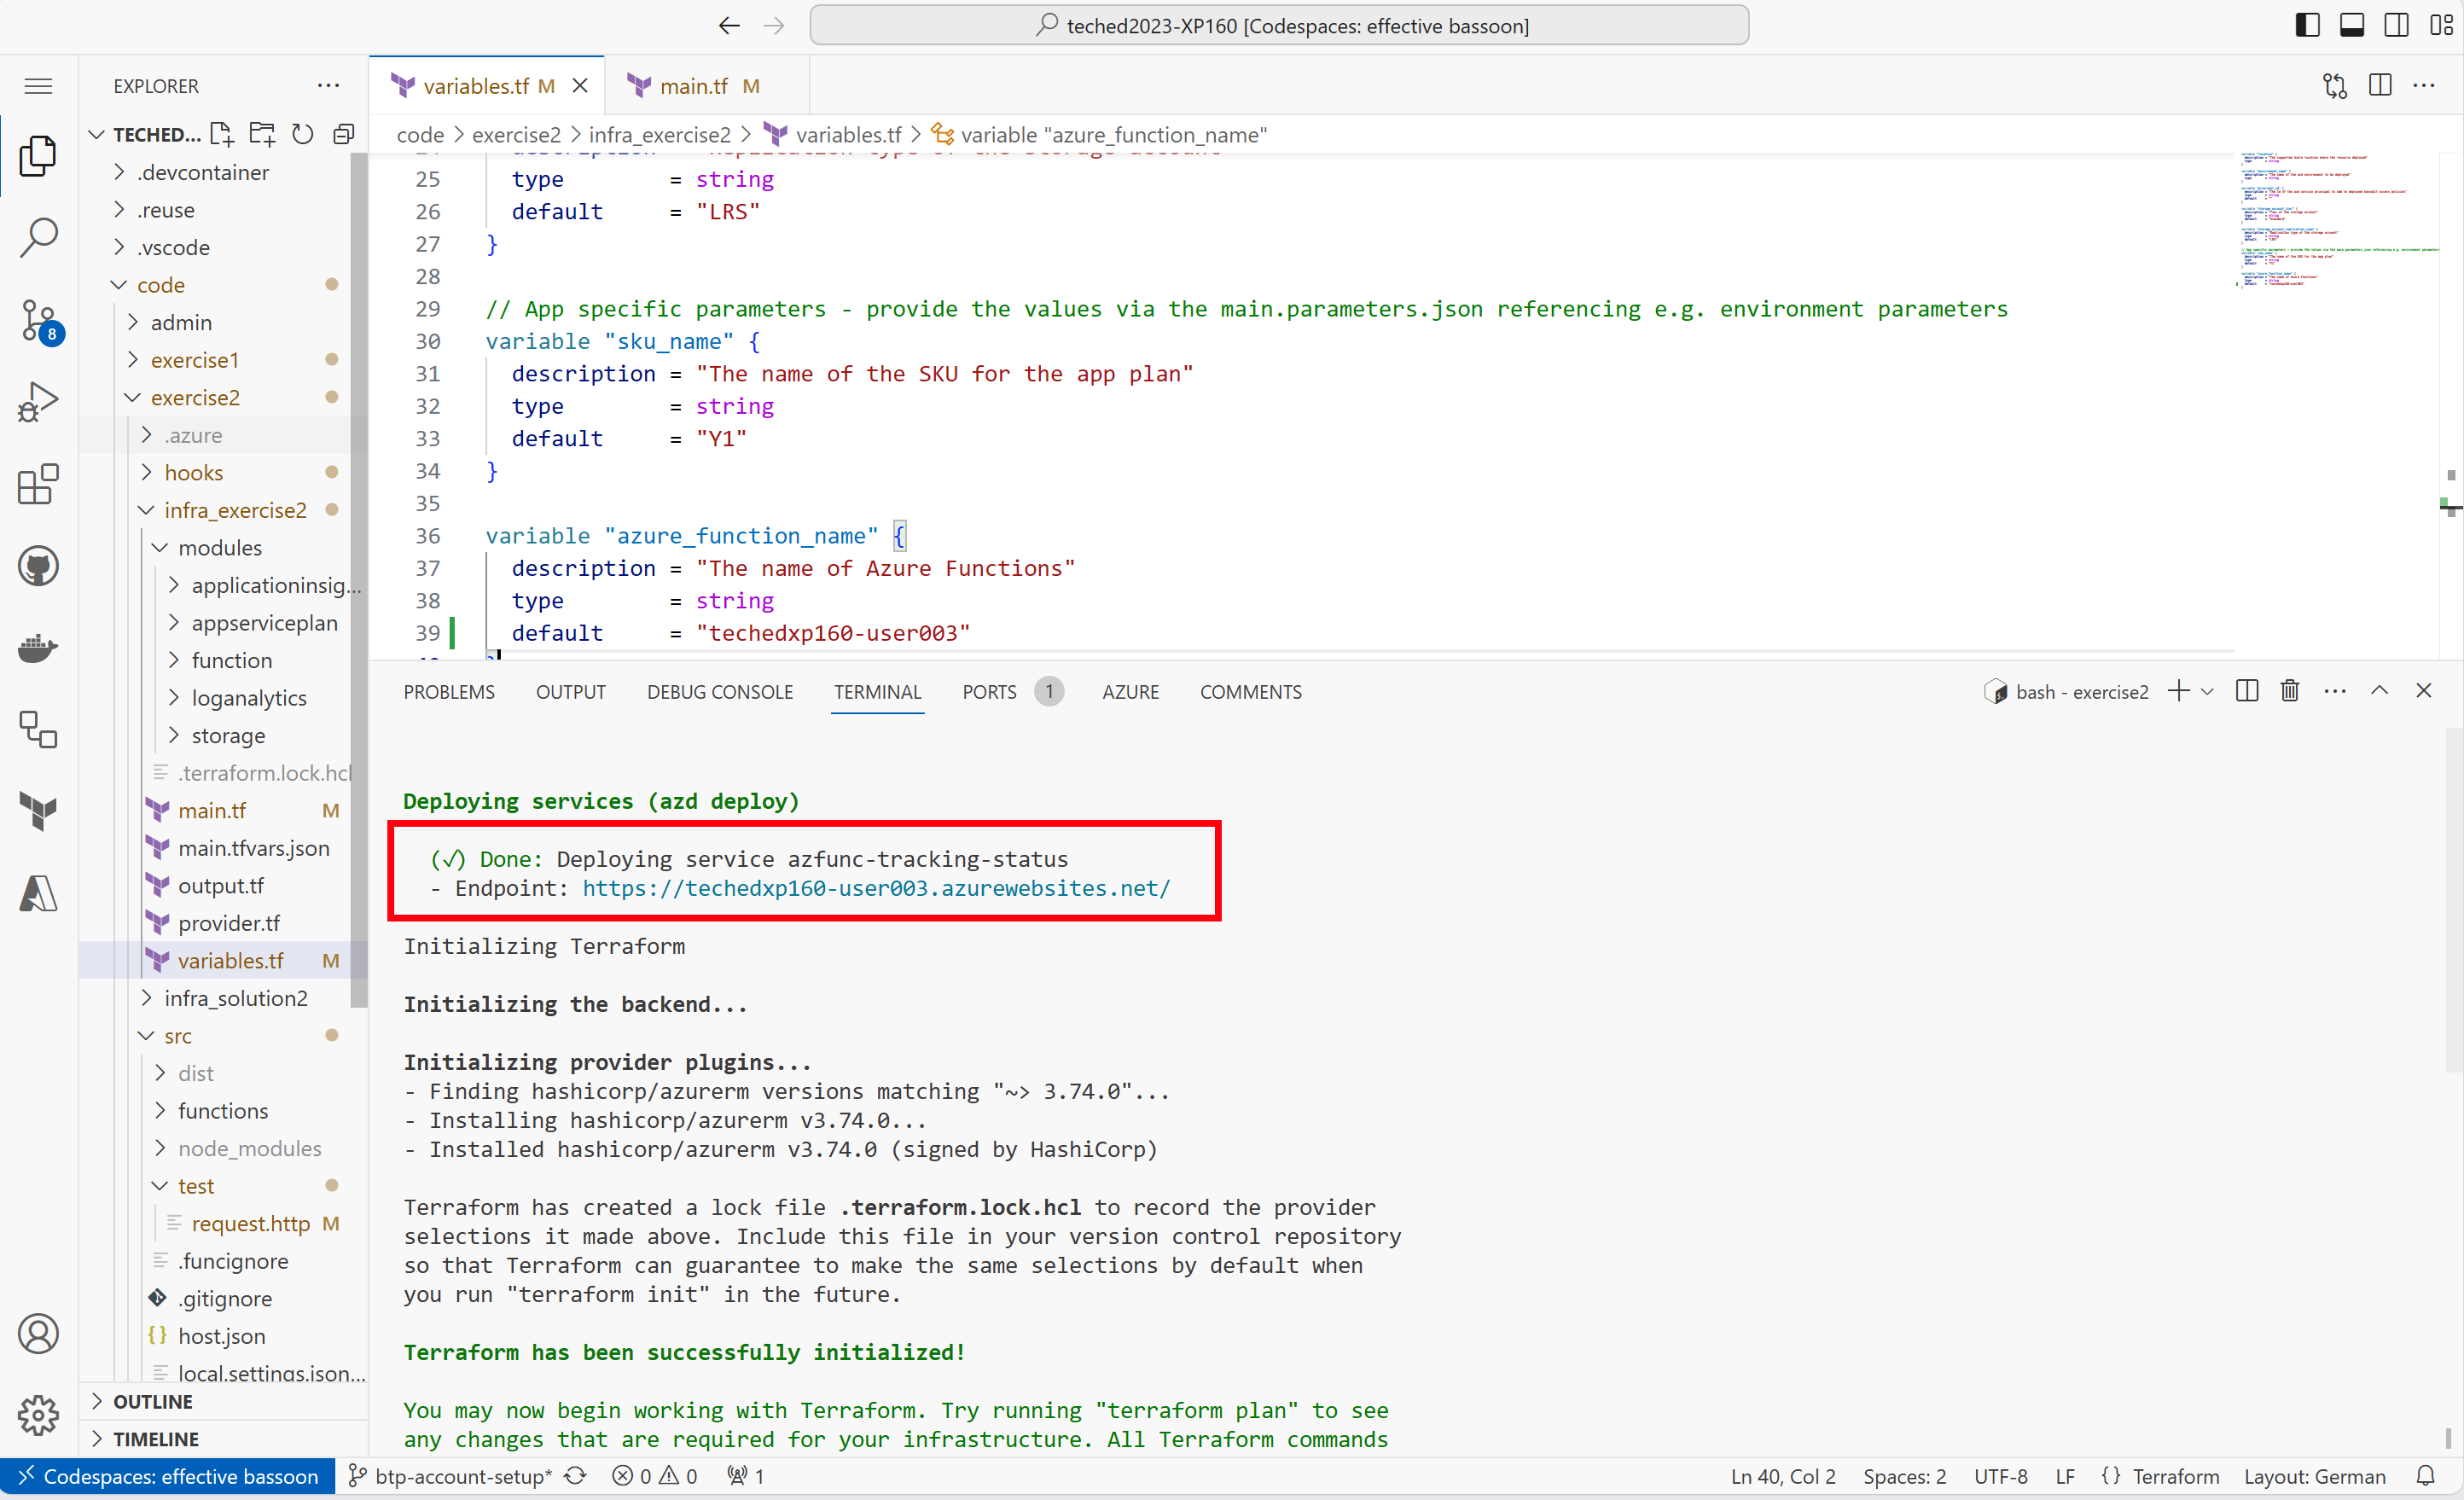 teched2023-XP160 [Codespaces: effective bassoon]
EXPLORER
TECHED...
.devcontainer
.reuse
.vscode
code
admin
exercise1
exercise2
.azure
hooks
infra_exercise2
modules
applicationinsig...
appserviceplan
function
loganalytics
storage
.terraform.lock.hcl
main.tf M
main.tfvars.json
output.tf
provider.tf
variables.tf M
infra_solution2
src
dist
functions
node_modules
test
request.http M
.funcignore
.gitignore
host.json
local.settings.json...
OUTLINE
TIMELINE
8
variables.tf M
main.tf M
code > exercise2 > infra_exercise2 > variables.tf > variable "azure_function_name"
25 type = string
26 default = "LRS"
27 }
28
29 // App specific parameters - provide the values via the main.parameters.json referencing e.g. environment parameters
30 variable "sku_name" {
31 description = "The name of the SKU for the app plan"
32 type = string
33 default = "Y1"
34 }
35
36 variable "azure_function_name" {
37 description = "The name of Azure Functions"
38 type = string
39 default = "techedxp160-user003"
PROBLEMS OUTPUT DEBUG CONSOLE TERMINAL PORTS 1 AZURE COMMENTS
bash - exercise2
Deploying services (azd deploy)
(✓) Done: Deploying service azfunc-tracking-status
- Endpoint: https://techedxp160-user003.azurewebsites.net/
Initializing Terraform
Initializing the backend...
Initializing provider plugins...
- Finding hashicorp/azurerm versions matching "~> 3.74.0"...
- Installing hashicorp/azurerm v3.74.0...
- Installed hashicorp/azurerm v3.74.0 (signed by HashiCorp)
Terraform has created a lock file .terraform.lock.hcl to record the provider
selections it made above. Include this file in your version control repository
so that Terraform can guarantee to make the same selections by default when
you run "terraform init" in the future.
Terraform has been successfully initialized!
You may now begin working with Terraform. Try running "terraform plan" to see
any changes that are required for your infrastructure. All Terraform commands
Codespaces: effective bassoon
btp-account-setup*
0 0
1
Ln 40, Col 2
Spaces: 2
UTF-8
LF
{} Terraform
Layout: German